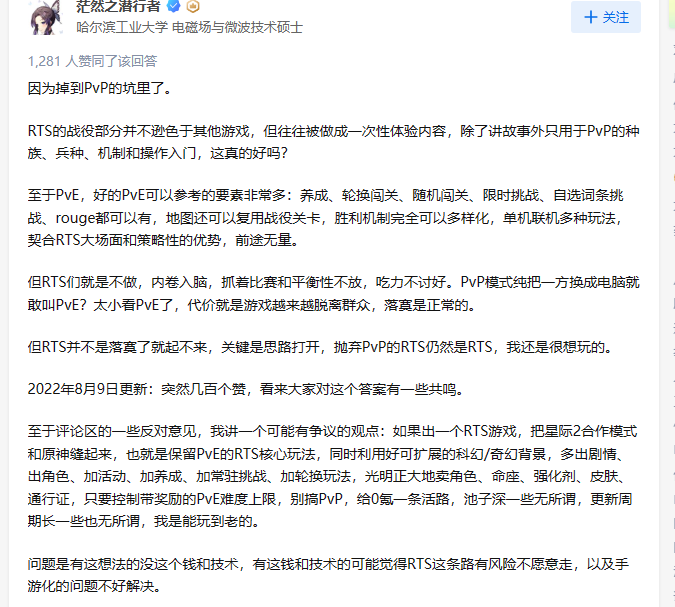 茫然之潜行者
哈尔滨工业大学 电磁场与微波技术硕士
+ 关注
1,281 人赞同了该回答
因为掉到PvP的坑里了。
RTS的战役部分并不逊色于其他游戏，但往往被做成一次性体验内容，除了讲故事外只用于PvP的种
族、兵种、机制和操作入门，这真的好吗？
至于PvE，好的PvE可以参考的要素非常多：养成、轮换闯关、随机闯关、限时挑战、自选词条挑
战、rouge都可以有，地图还可以复用战役关卡，胜利机制完全可以多样化，单机联机多种玩法，
契合RTS大场面和策略性的优势，前途无量。
但RTS们就是不做，内卷入脑，抓着比赛和平衡性不放，吃力不讨好。PvP模式纯把一方换成电脑就
敢叫PvE？太小看PvE了，代价就是游戏越来越脱离群众，落寞是正常的。
但RTS并不是落寞了就起不来，关键是思路打开，抛弃PvP的RTS仍然是RTS，我还是很想玩的。
2022年8月9日更新：突然几百个赞，看来大家对这个答案有一些共鸣。
至于评论区的一些反对意见，我讲一个可能有争议的观点：如果出一个RTS游戏，把星际2合作模式
和原神缝起来，也就是保留PvE的RTS核心玩法，同时利用好可扩展的科幻/奇幻背景，多出剧情、
出角色、加活动、加养成、加常驻挑战、加轮换玩法，光明正大地卖角色、命座、强化剂、皮肤、
通行证，只要控制带奖励的PvE难度上限，别搞PvP，给0氪一条活路，池子深一些无所谓，更新周
期长一些也无所谓，我是能玩到老的。
问题是有这想法的没这个钱和技术，有这钱和技术的可能觉得RTS这条路有风险不愿意走，以及手
游化的问题不好解决。